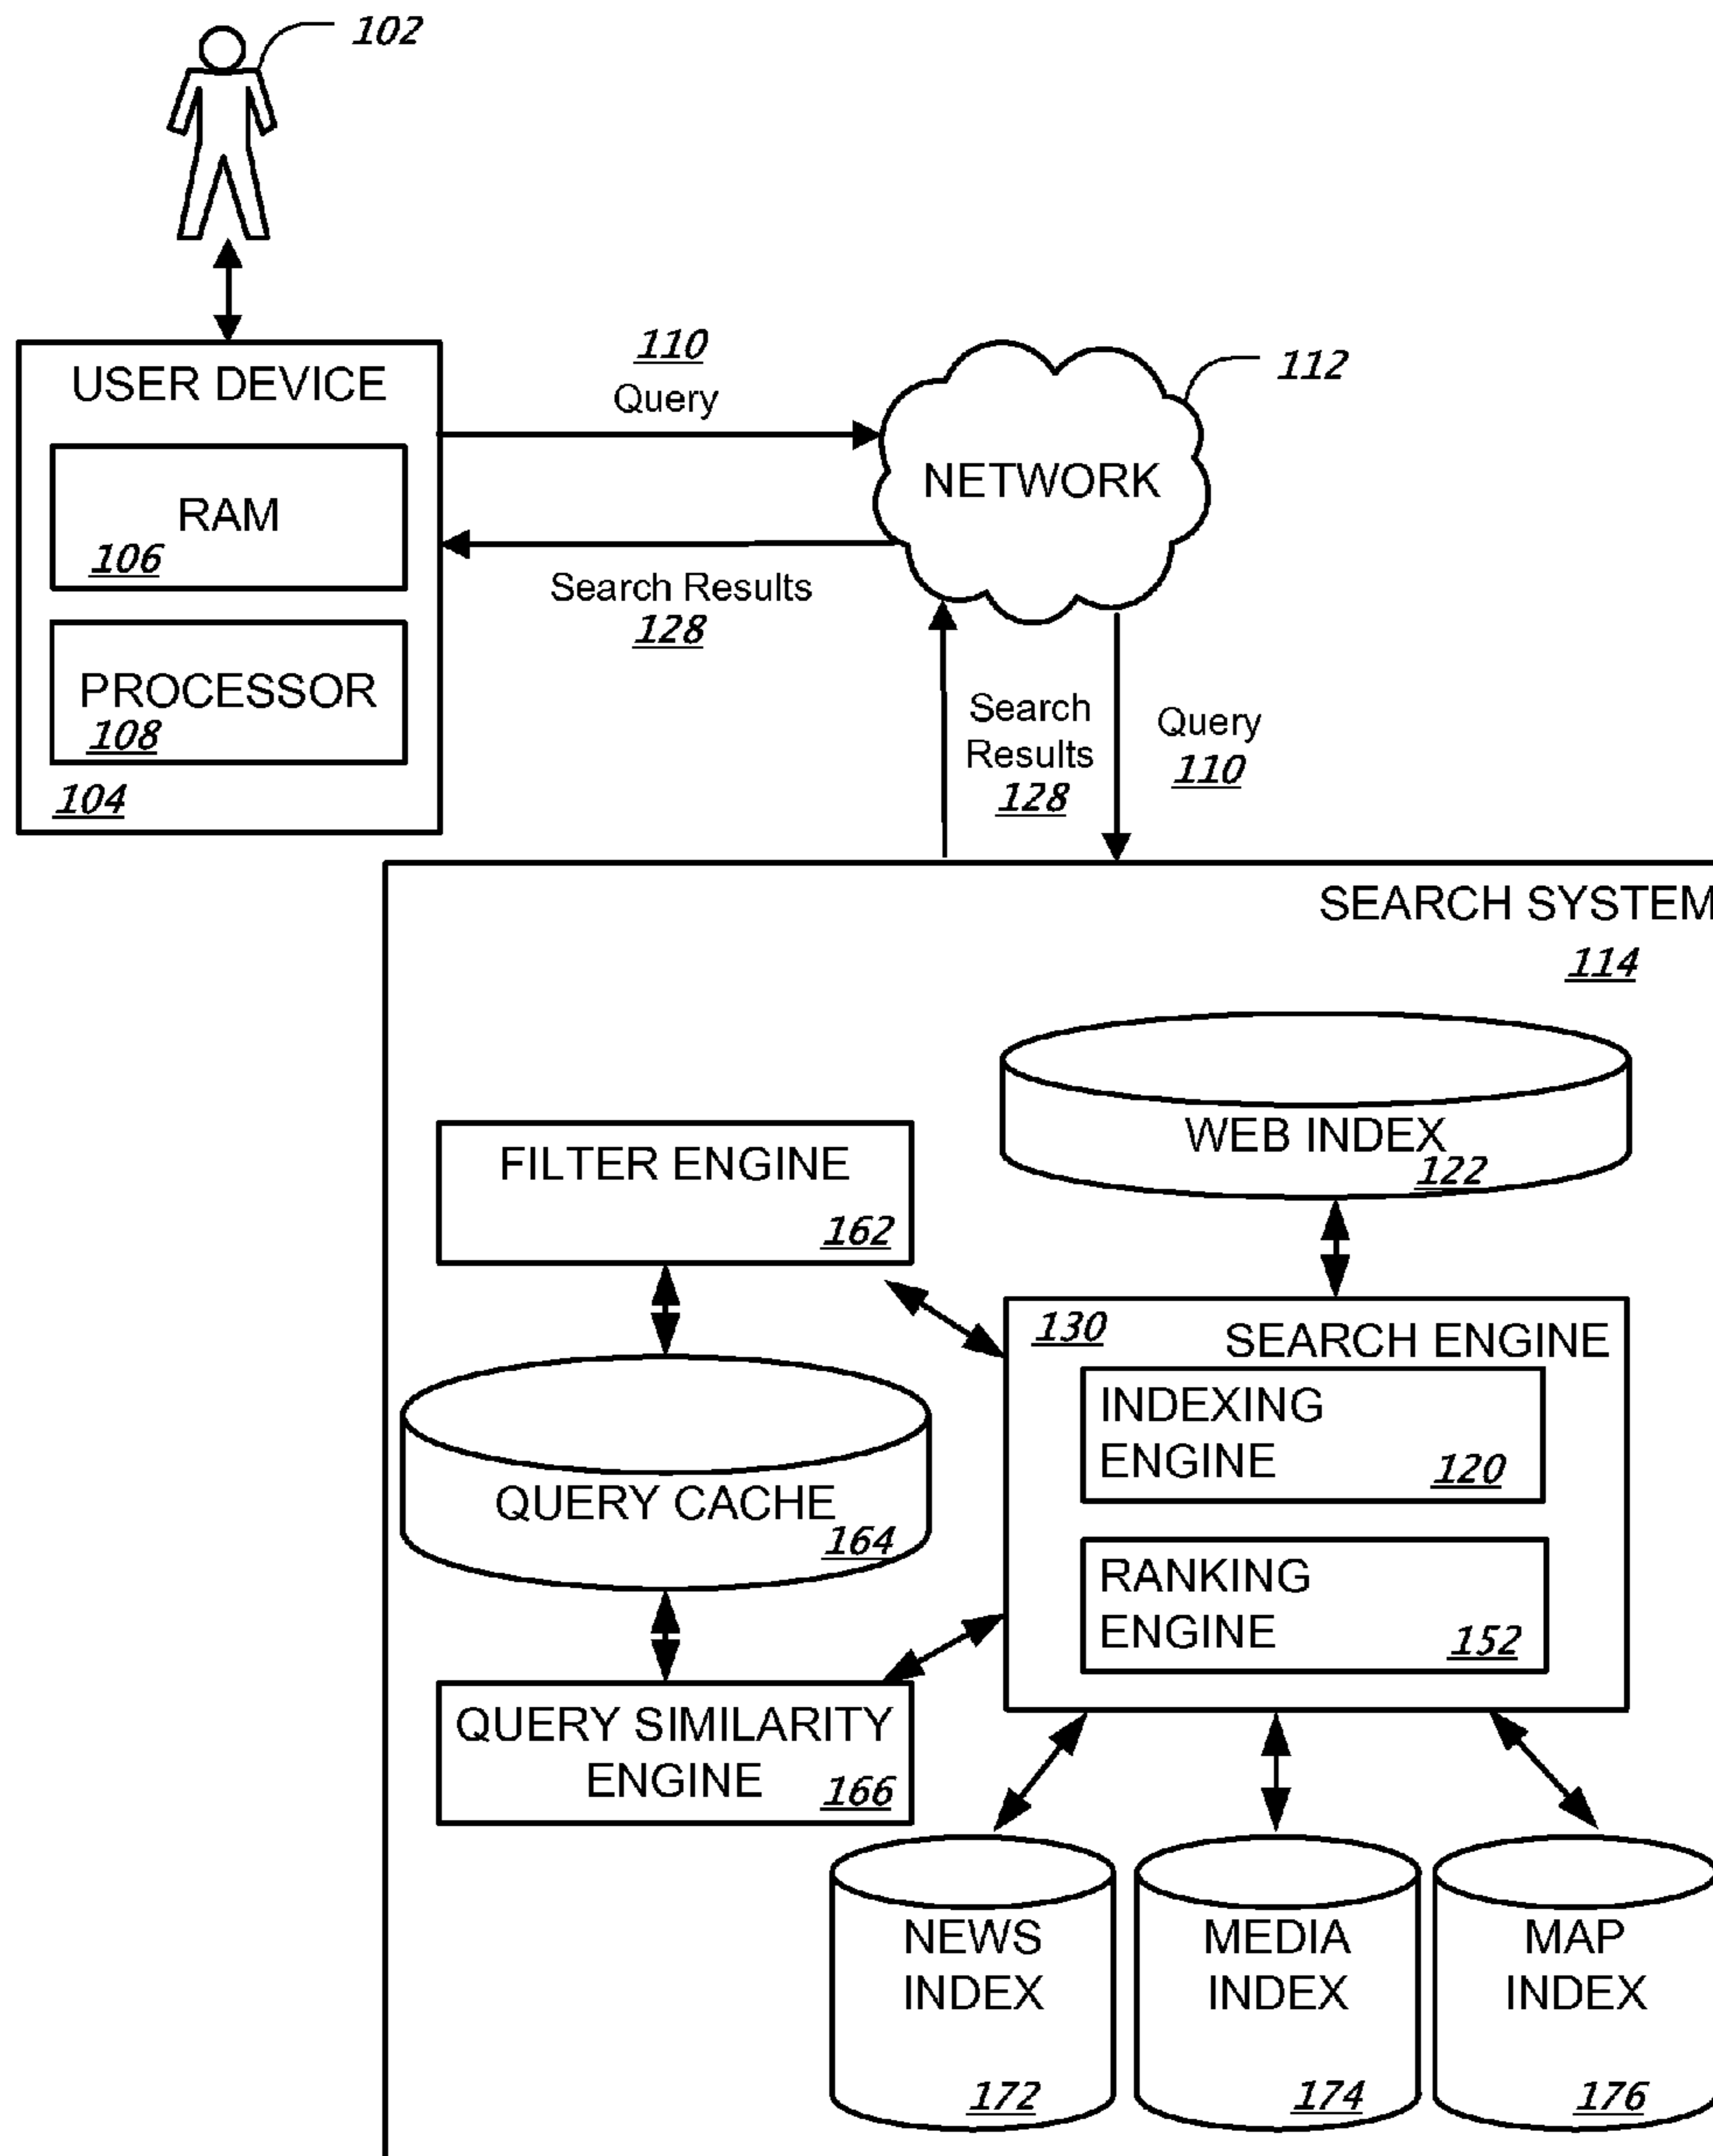 102
USER DEVICE
RAM
106
PROCESSOR
108
104
110
Query
112
NETWORK
Search Results
128
Search
Results
128
Query
110
SEARCH SYSTEM
114
WEB INDEX
122
FILTER ENGINE
162
130
SEARCH ENGINE
INDEXING
ENGINE
120
QUERY CACHE
164
RANKING
ENGINE
152
QUERY SIMILARITY
ENGINE
166
NEWS
INDEX
172
MEDIA
INDEX
174
MAP
INDEX
176